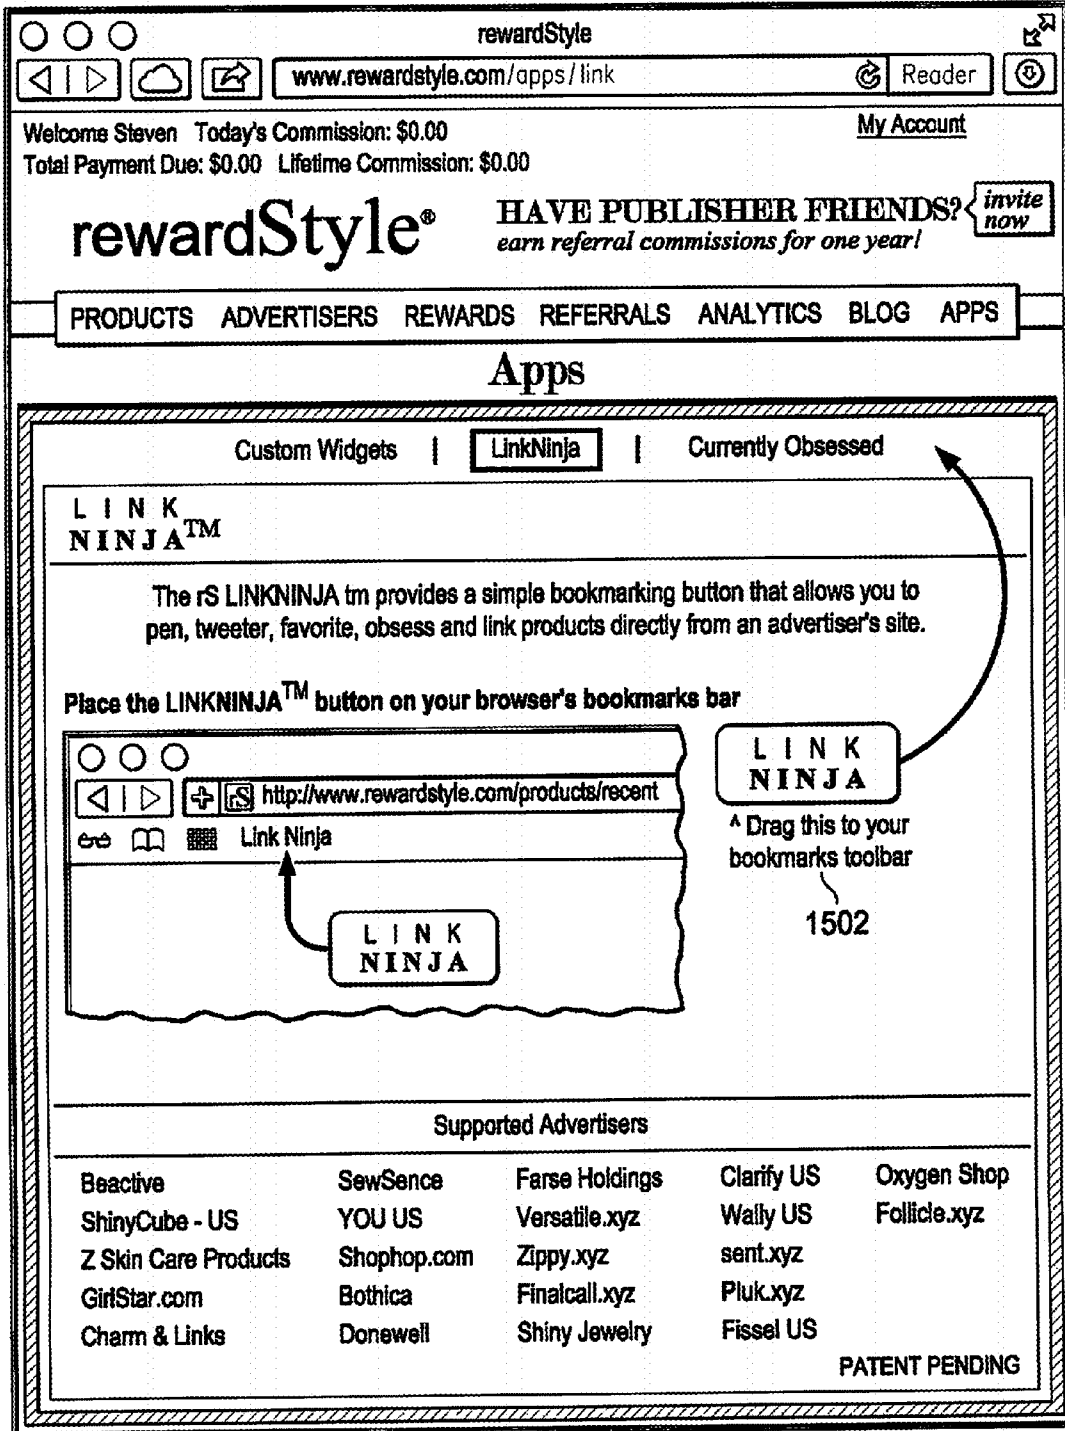 rewardStyle
www.rewardstyle.com/apps/link
Reader
Welcome Steven Today's Commission: $0.00
My Account
Total Payment Due: $0.00 Lifetime Commission: $0.00
rewardStyle®
HAVE PUBLISHER FRIENDS?
earn referral commissions for one year!
invite
now
PRODUCTS ADVERTISERS REWARDS REFERRALS ANALYTICS BLOG APPS
Apps
Custom Widgets | LinkNinja | Currently Obsessed
LINK
NINJA™
The rS LINKNINJA tm provides a simple bookmarking button that allows you to
pen, tweeter, favorite, obsess and link products directly from an advertiser's site.
Place the LINKNINJA™ button on your browser's bookmarks bar
rS http://www.rewardstyle.com/products/recent
Link Ninja
LINK
NINJA
LINK
NINJA
^ Drag this to your
bookmarks toolbar
1502
Supported Advertisers
Beactive SewSence Farse Holdings Clarify US Oxygen Shop
ShinyCube - US YOU US Versatile.xyz Wally US Follicle.xyz
Z Skin Care Products Shophop.com Zippy.xyz sent.xyz
GirlStar.com Bothica Finalcall.xyz Pluk.xyz
Charm & Links Donewell Shiny Jewelry Fissel US
PATENT PENDING